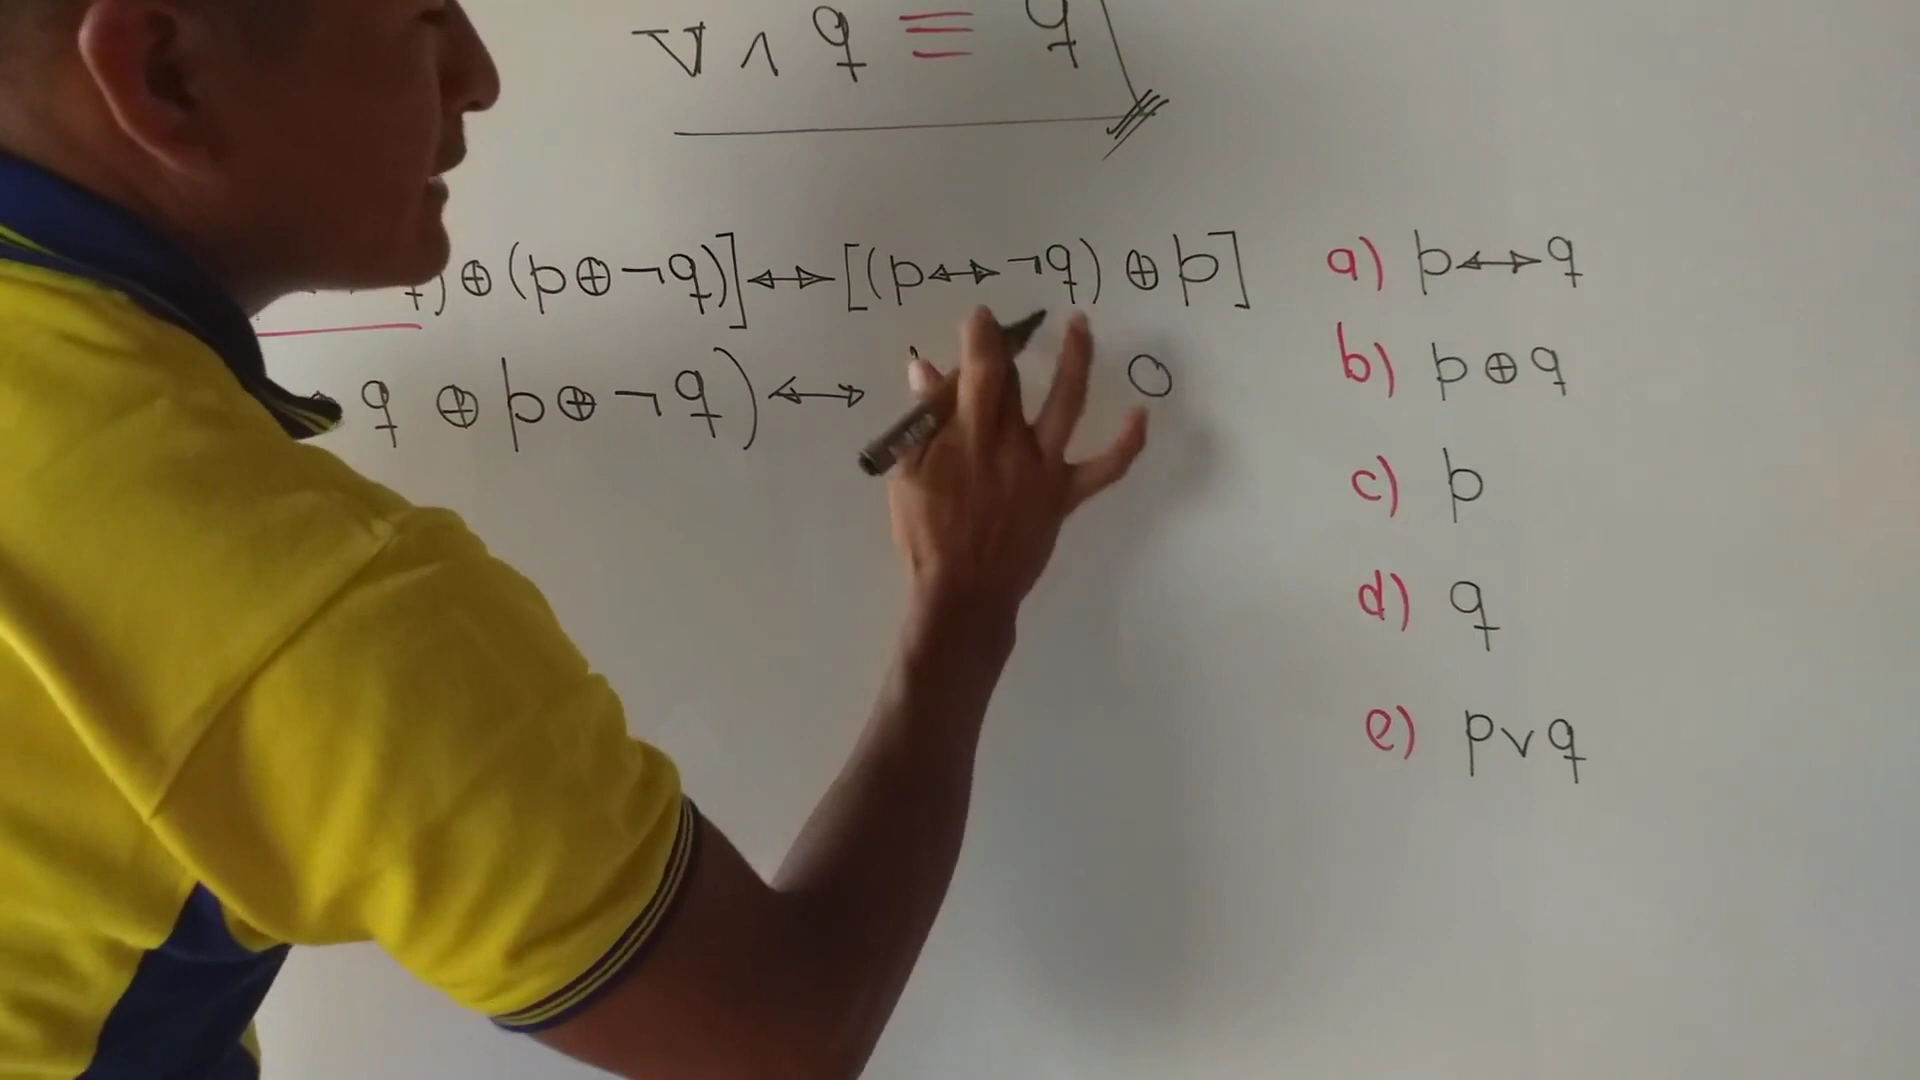 ∇ ∧ q ≡ q
) ⊕ (p ⊕ ¬q)] ↔ [(p ↔ ¬q) ⊕ p]
q ⊕ p ⊕ ¬q) ↔
a) p ↔ q
b) p ⊕ q
c) p
d) q
e) p ∨ q